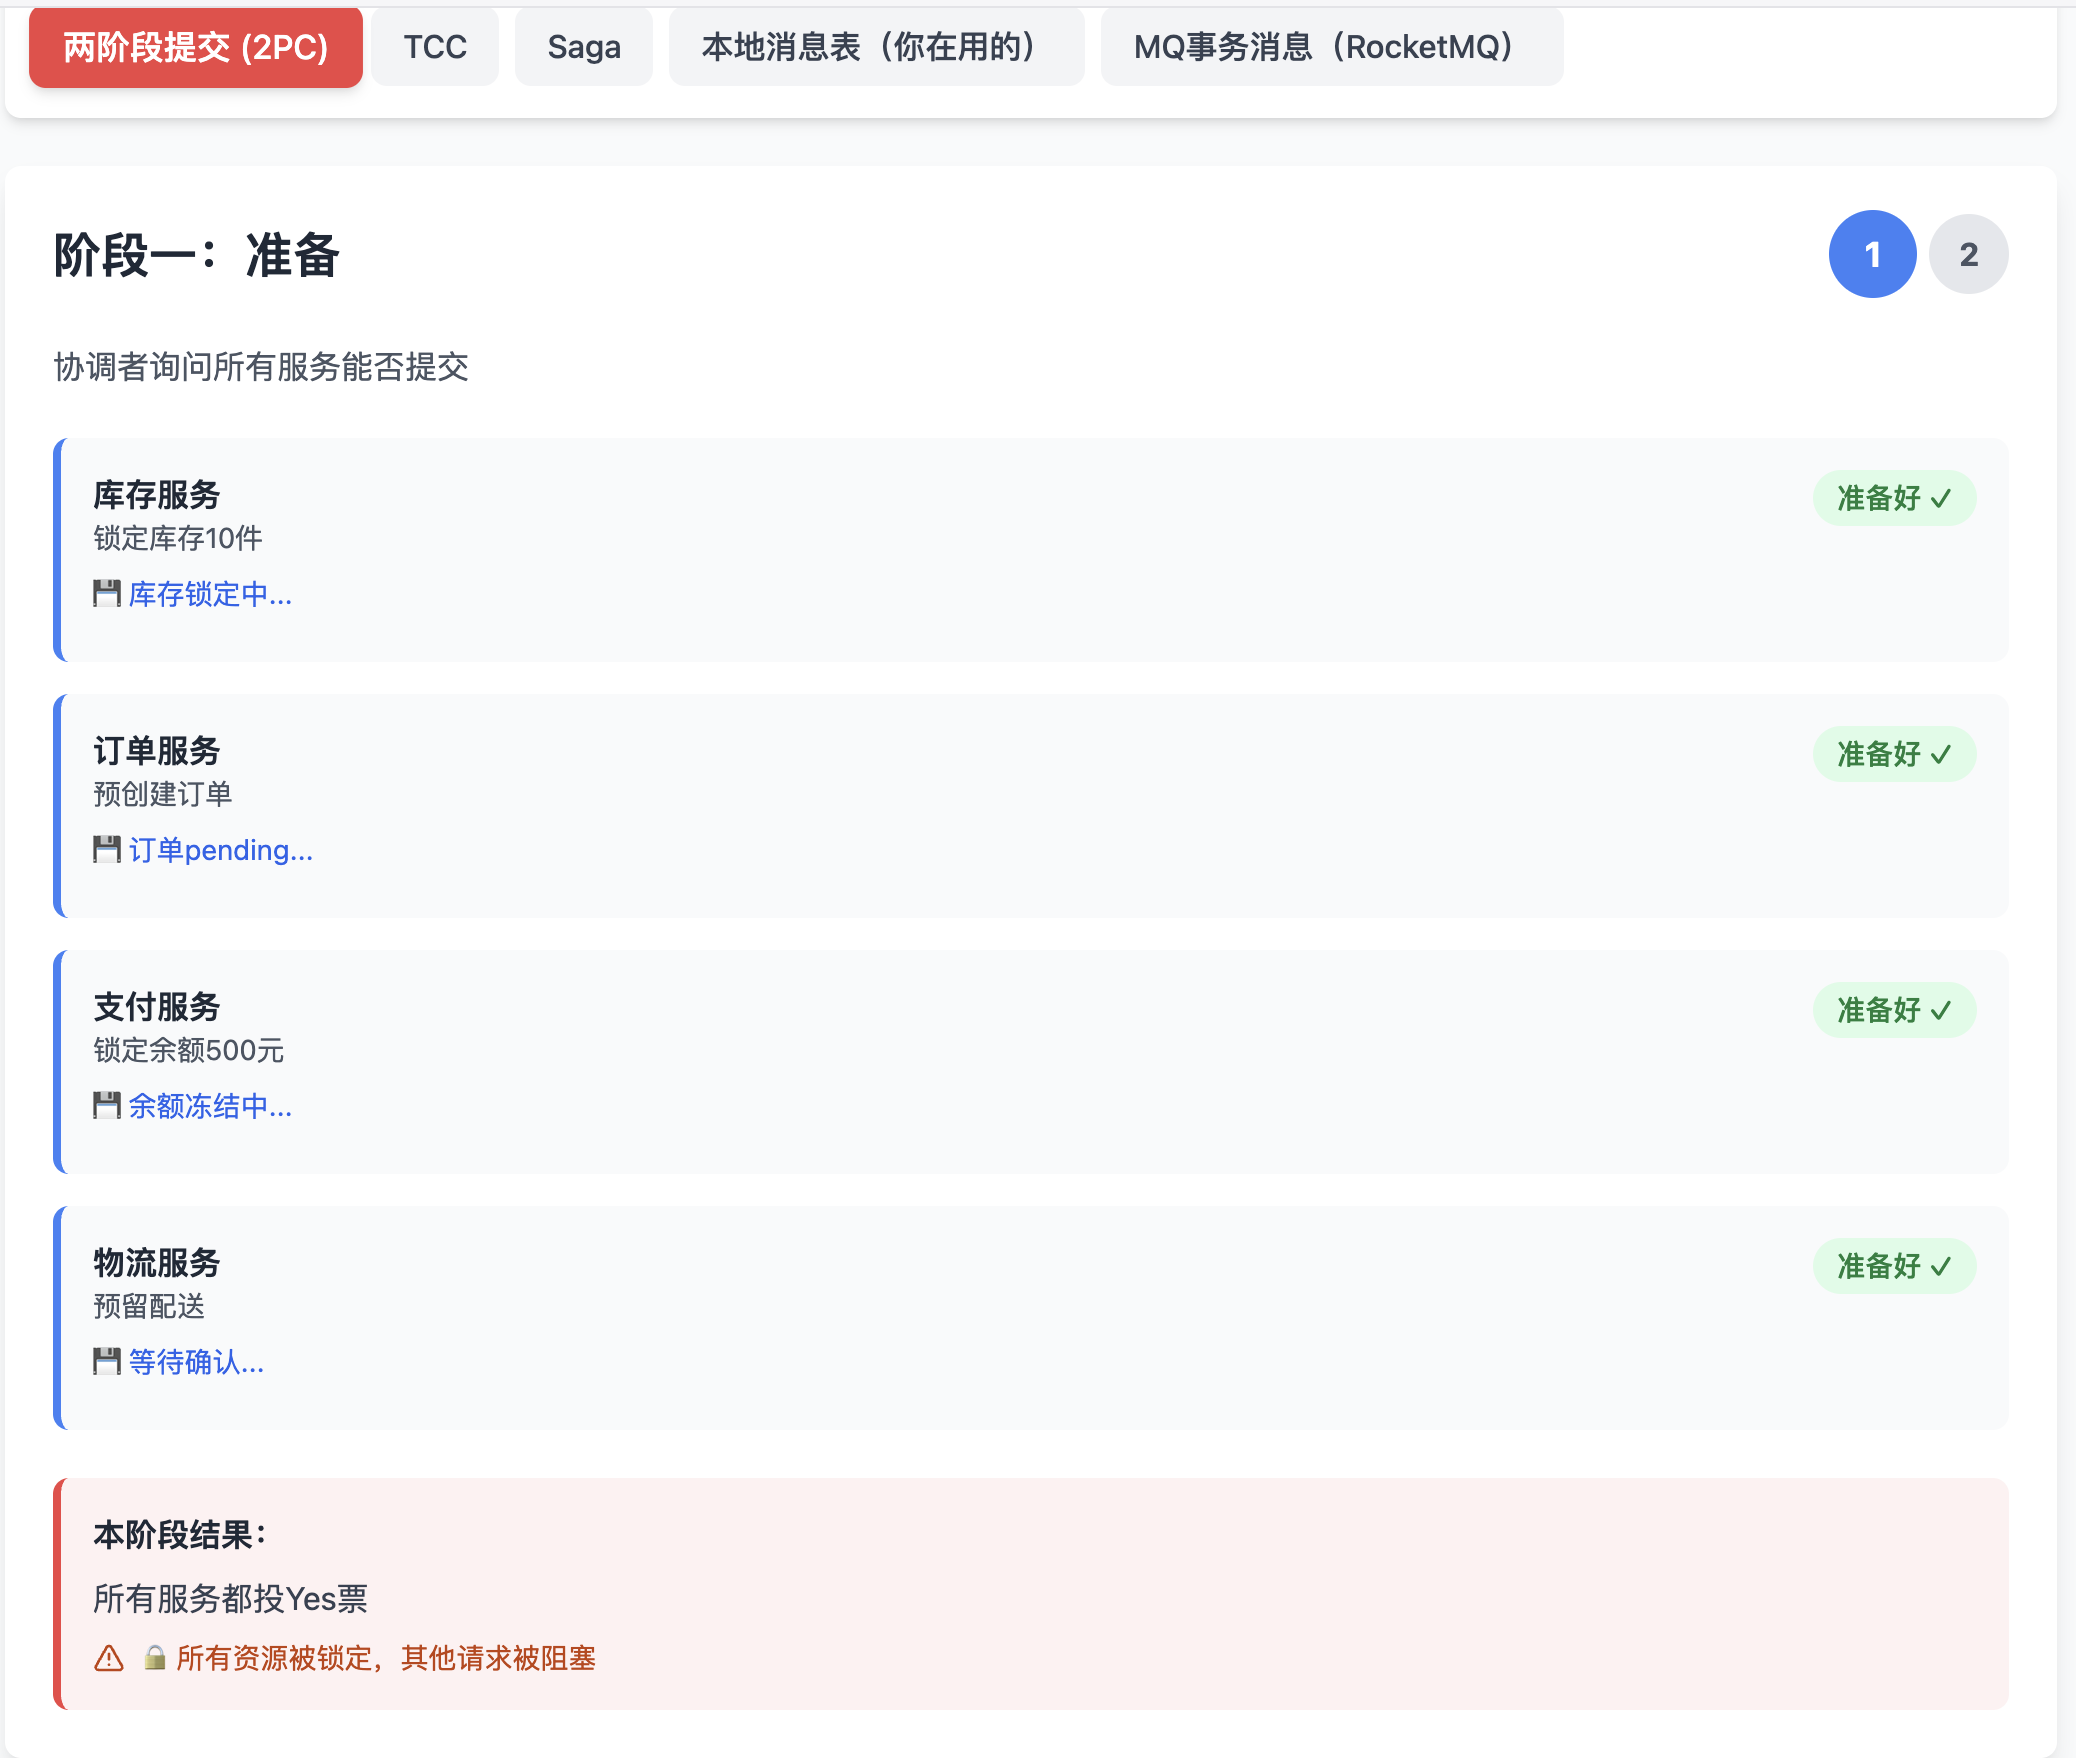 两阶段提交 (2PC)
TCC
Saga
本地消息表（你在用的）
MQ事务消息（RocketMQ）
阶段一：准备
1
2
协调者询问所有服务能否提交
库存服务
准备好 ✓
锁定库存10件
💾 库存锁定中...
订单服务
准备好 ✓
预创建订单
💾 订单pending...
支付服务
准备好 ✓
锁定余额500元
💾 余额冻结中...
物流服务
准备好 ✓
预留配送
💾 等待确认...
本阶段结果：
所有服务都投Yes票
⚠ 🔒 所有资源被锁定，其他请求被阻塞